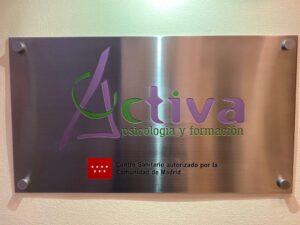 Activa
psicología y formación
Centro Sanitario autorizado por la
Comunidad de Madrid